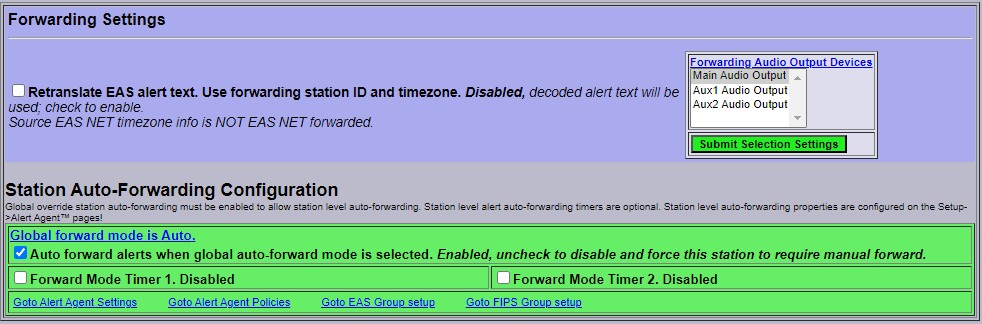 Forwarding Settings
Retranslate EAS alert text. Use forwarding station ID and timezone. Disabled, decoded alert text will be
used; check to enable.
Source EAS NET timezone info is NOT EAS NET forwarded.
Forwarding Audio Output Devices
Main Audio Output
Aux1 Audio Output
Aux2 Audio Output
Submit Selection Settings
Station Auto-Forwarding Configuration
Global override station auto-forwarding must be enabled to allow station level auto-forwarding. Station level alert auto-forwarding timers are optional. Station level auto-forwarding properties are configured on the Setup-
>Alert Agent™ pages!
Global forward mode is Auto.
Auto forward alerts when global auto-forward mode is selected. Enabled, uncheck to disable and force this station to require manual forward.
Forward Mode Timer 1. Disabled
Forward Mode Timer 2. Disabled
Goto Alert Agent Settings
Goto Alert Agent Policies
Goto EAS Group setup
Goto FIPS Group setup